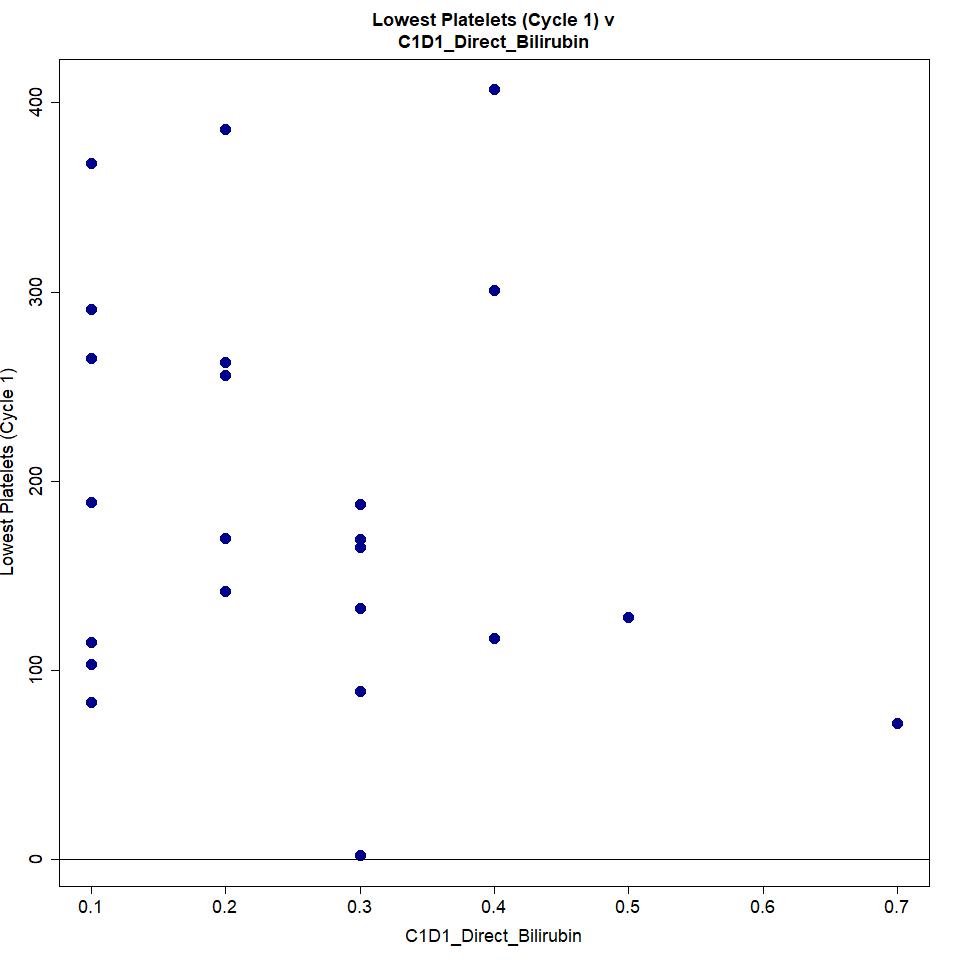 Lowest Platelets (Cycle 1) v
C1D1_Direct_Bilirubin
400
300
200
100
0
Lowest Platelets (Cycle 1)
0.1 0.2 0.3 0.4 0.5 0.6 0.7
C1D1_Direct_Bilirubin